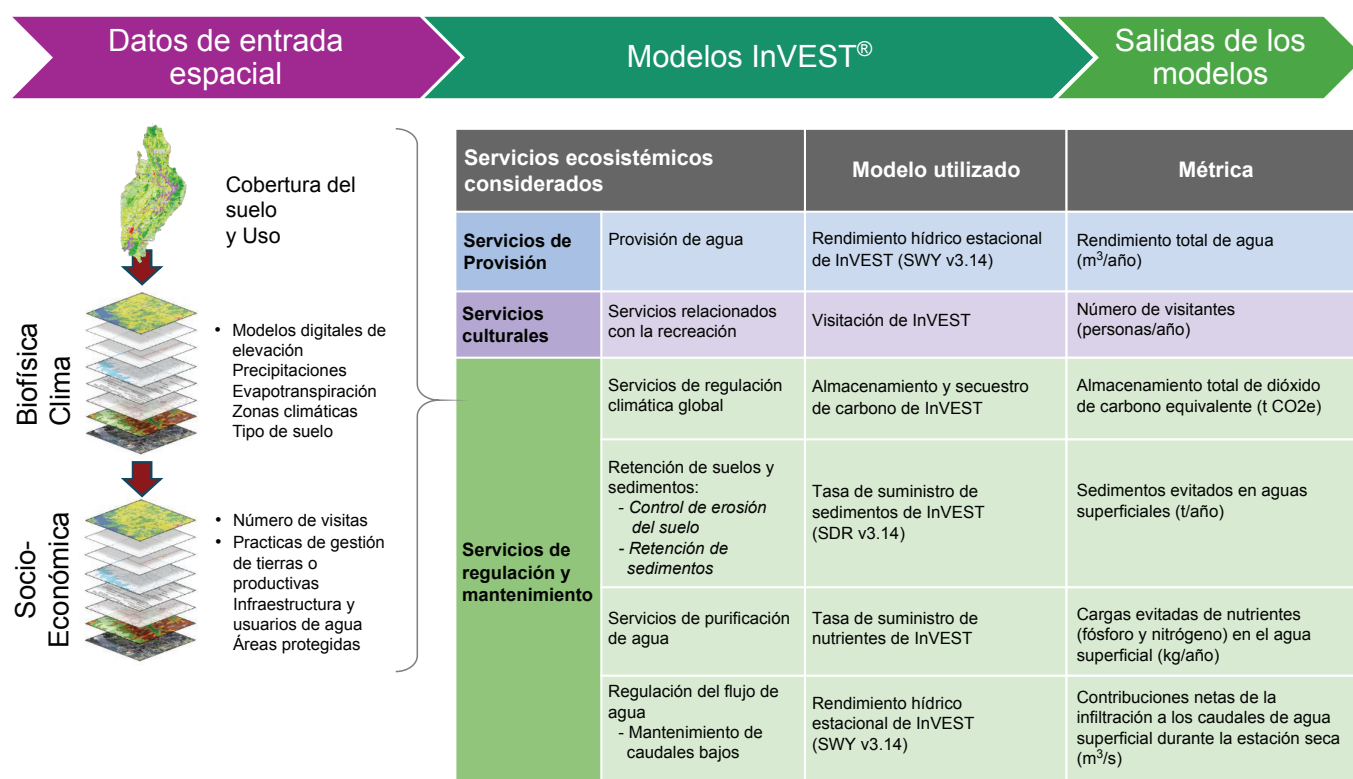 Datos de entrada
espacial
Modelos InVEST®
Salidas de los
modelos
Cobertura del
suelo
y Uso
Biofísica
Clima
• Modelos digitales de
elevación
Precipitaciones
Evapotranspiración
Zonas climáticas
Tipo de suelo
Socio-
Económica
• Número de visitas
• Practicas de gestión
de tierras o
productivas
Infraestructura y
usuarios de agua
Áreas protegidas
Servicios ecosistémicos
considerados
Modelo utilizado
Métrica
Servicios de
Provisión
Provisión de agua
Rendimiento hídrico estacional
de InVEST (SWY v3.14)
Rendimiento total de agua
(m³/año)
Servicios
culturales
Servicios relacionados
con la recreación
Visitación de InVEST
Número de visitantes
(personas/año)
Servicios de
regulación y
mantenimiento
Servicios de regulación
climática global
Almacenamiento y secuestro
de carbono de InVEST
Almacenamiento total de dióxido
de carbono equivalente (t CO2e)
Retención de suelos y
sedimentos:
- Control de erosión
del suelo
- Retención de
sedimentos
Tasa de suministro de
sedimentos de InVEST
(SDR v3.14)
Sedimentos evitados en aguas
superficiales (t/año)
Servicios de purificación
de agua
Tasa de suministro de
nutrientes de InVEST
Cargas evitadas de nutrientes
(fósforo y nitrógeno) en el agua
superficial (kg/año)
Regulación del flujo de
agua
- Mantenimiento de
caudales bajos
Rendimiento hídrico
estacional de InVEST
(SWY v3.14)
Contribuciones netas de la
infiltración a los caudales de agua
superficial durante la estación seca
(m³/s)